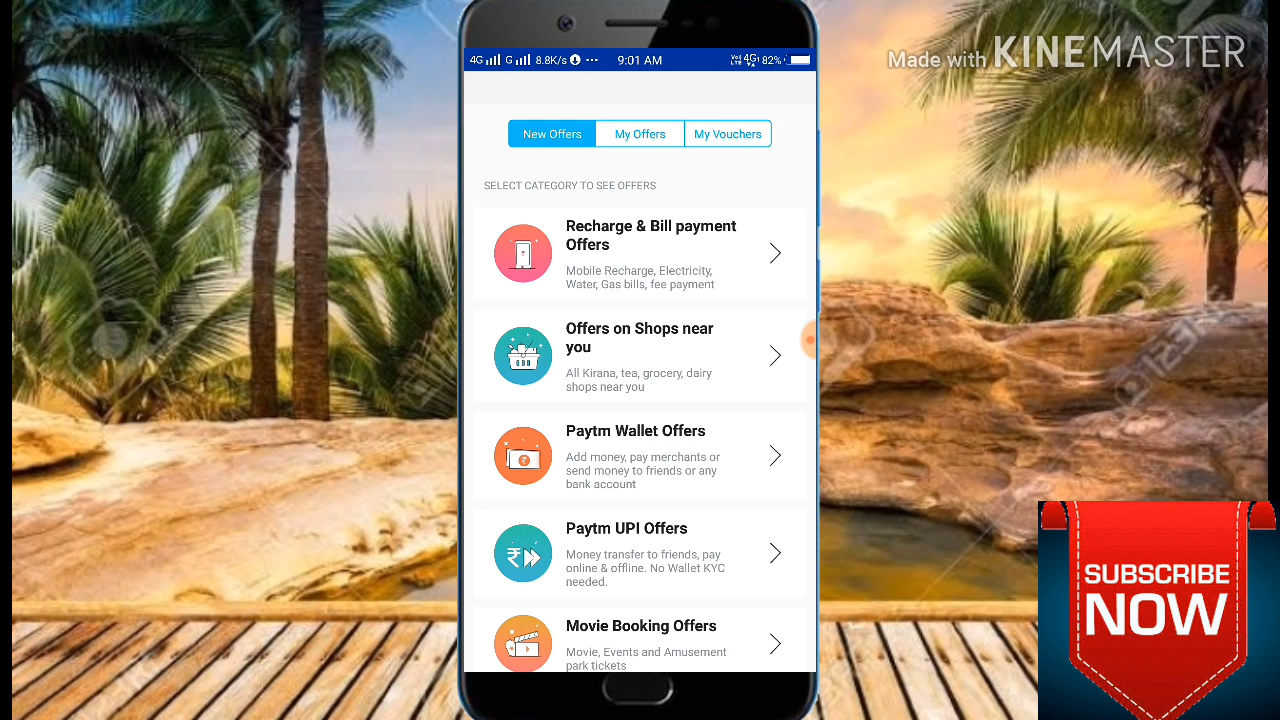 Made with KINEMASTER
4G G 8.8K/s ... 9:01 AM VoLTE 4G 82%
New Offers My Offers My Vouchers
SELECT CATEGORY TO SEE OFFERS
Recharge & Bill payment
Offers
Mobile Recharge, Electricity,
Water, Gas bills, fee payment
Offers on Shops near
you
All Kirana, tea, grocery, dairy
shops near you
Paytm Wallet Offers
Add money, pay merchants or
send money to friends or any
bank account
Paytm UPI Offers
Money transfer to friends, pay
online & offline. No Wallet KYC
needed.
Movie Booking Offers
Movie, Events and Amusement
park tickets
SUBSCRIBE
NOW